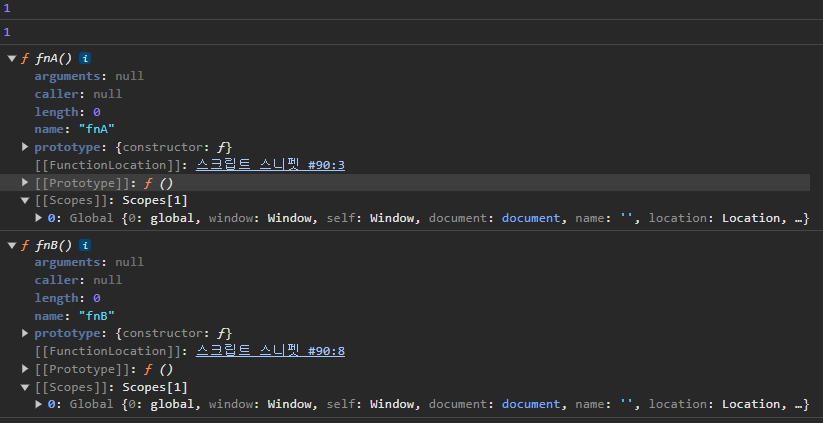 1
1
▼ ƒ fnA() i
arguments: null
caller: null
length: 0
name: "fnA"
▶ prototype: {constructor: ƒ}
[[FunctionLocation]]: 스크립트 스니펫 #90:3
▶ [[Prototype]]: ƒ ()
▼ [[Scopes]]: Scopes[1]
▶ 0: Global {0: global, window: Window, self: Window, document: document, name: '', location: Location, …}
▼ ƒ fnB() i
arguments: null
caller: null
length: 0
name: "fnB"
▶ prototype: {constructor: ƒ}
[[FunctionLocation]]: 스크립트 스니펫 #90:8
▶ [[Prototype]]: ƒ ()
▼ [[Scopes]]: Scopes[1]
▶ 0: Global {0: global, window: Window, self: Window, document: document, name: '', location: Location, …}